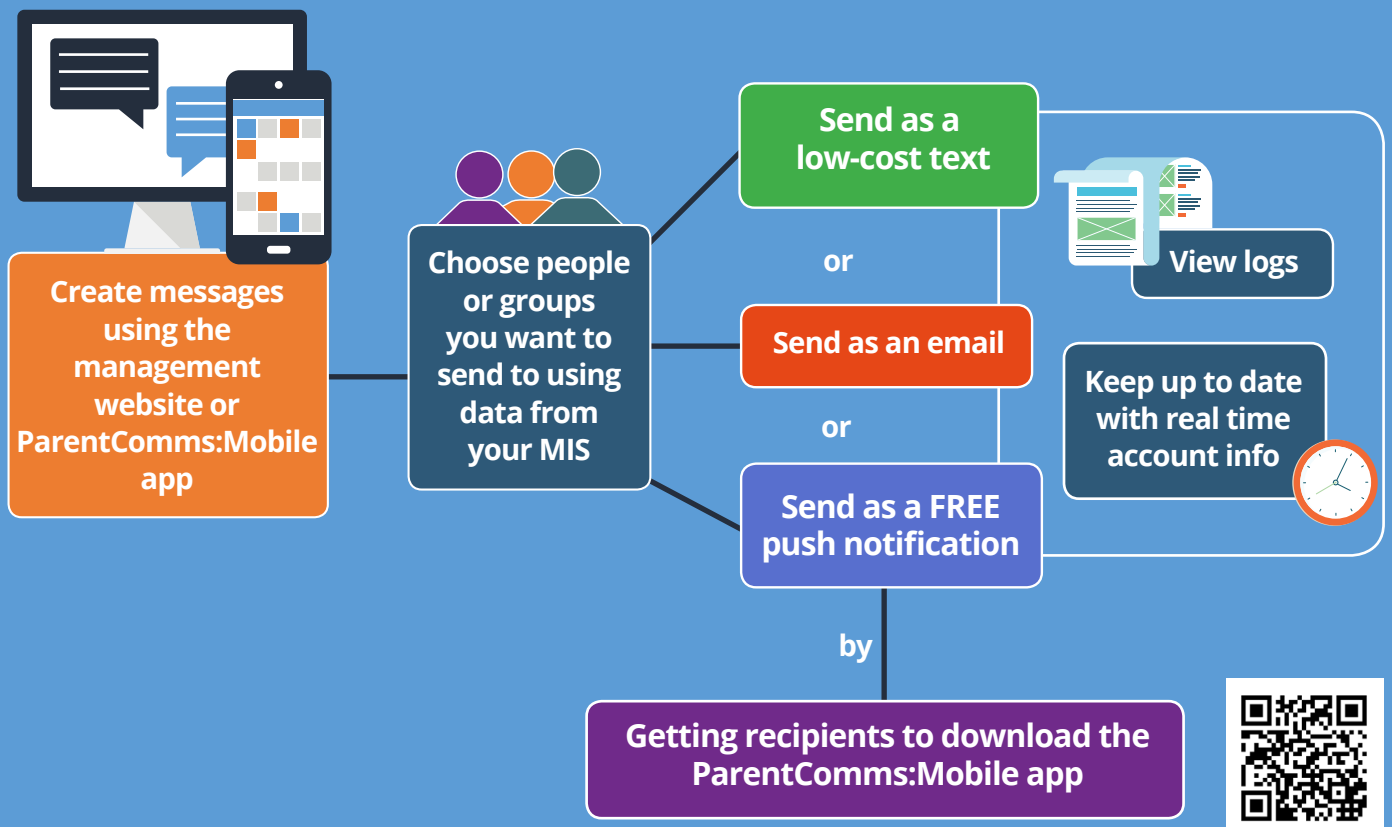 Create messages
using the
management
website or
ParentComms:Mobile
app
Choose people
or groups
you want to
send to using
data from
your MIS
Send as a
low-cost text
or
Send as an email
or
Send as a FREE
push notification
by
Getting recipients to download the
ParentComms:Mobile app
View logs
Keep up to date
with real time
account info